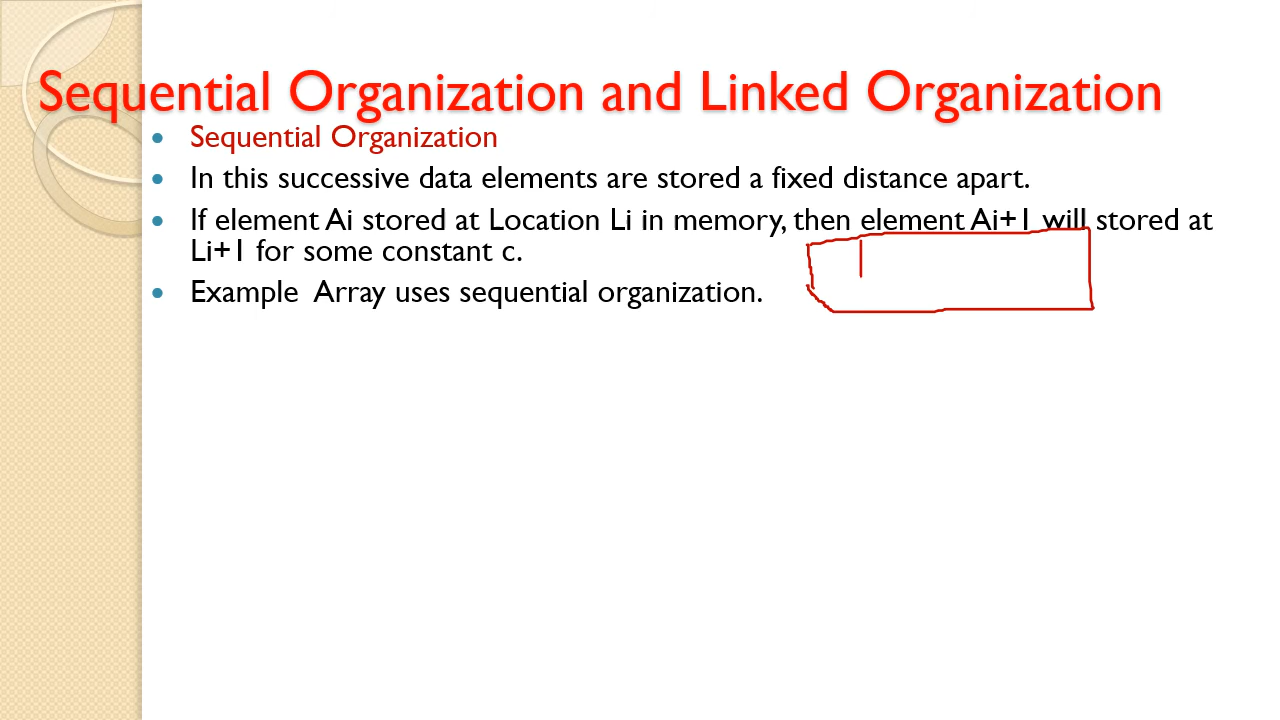 Sequential Organization and Linked Organization
• Sequential Organization
• In this successive data elements are stored a fixed distance apart.
• If element Ai stored at Location Li in memory, then element Ai+1 will stored at
Li+1 for some constant c.
• Example Array uses sequential organization.